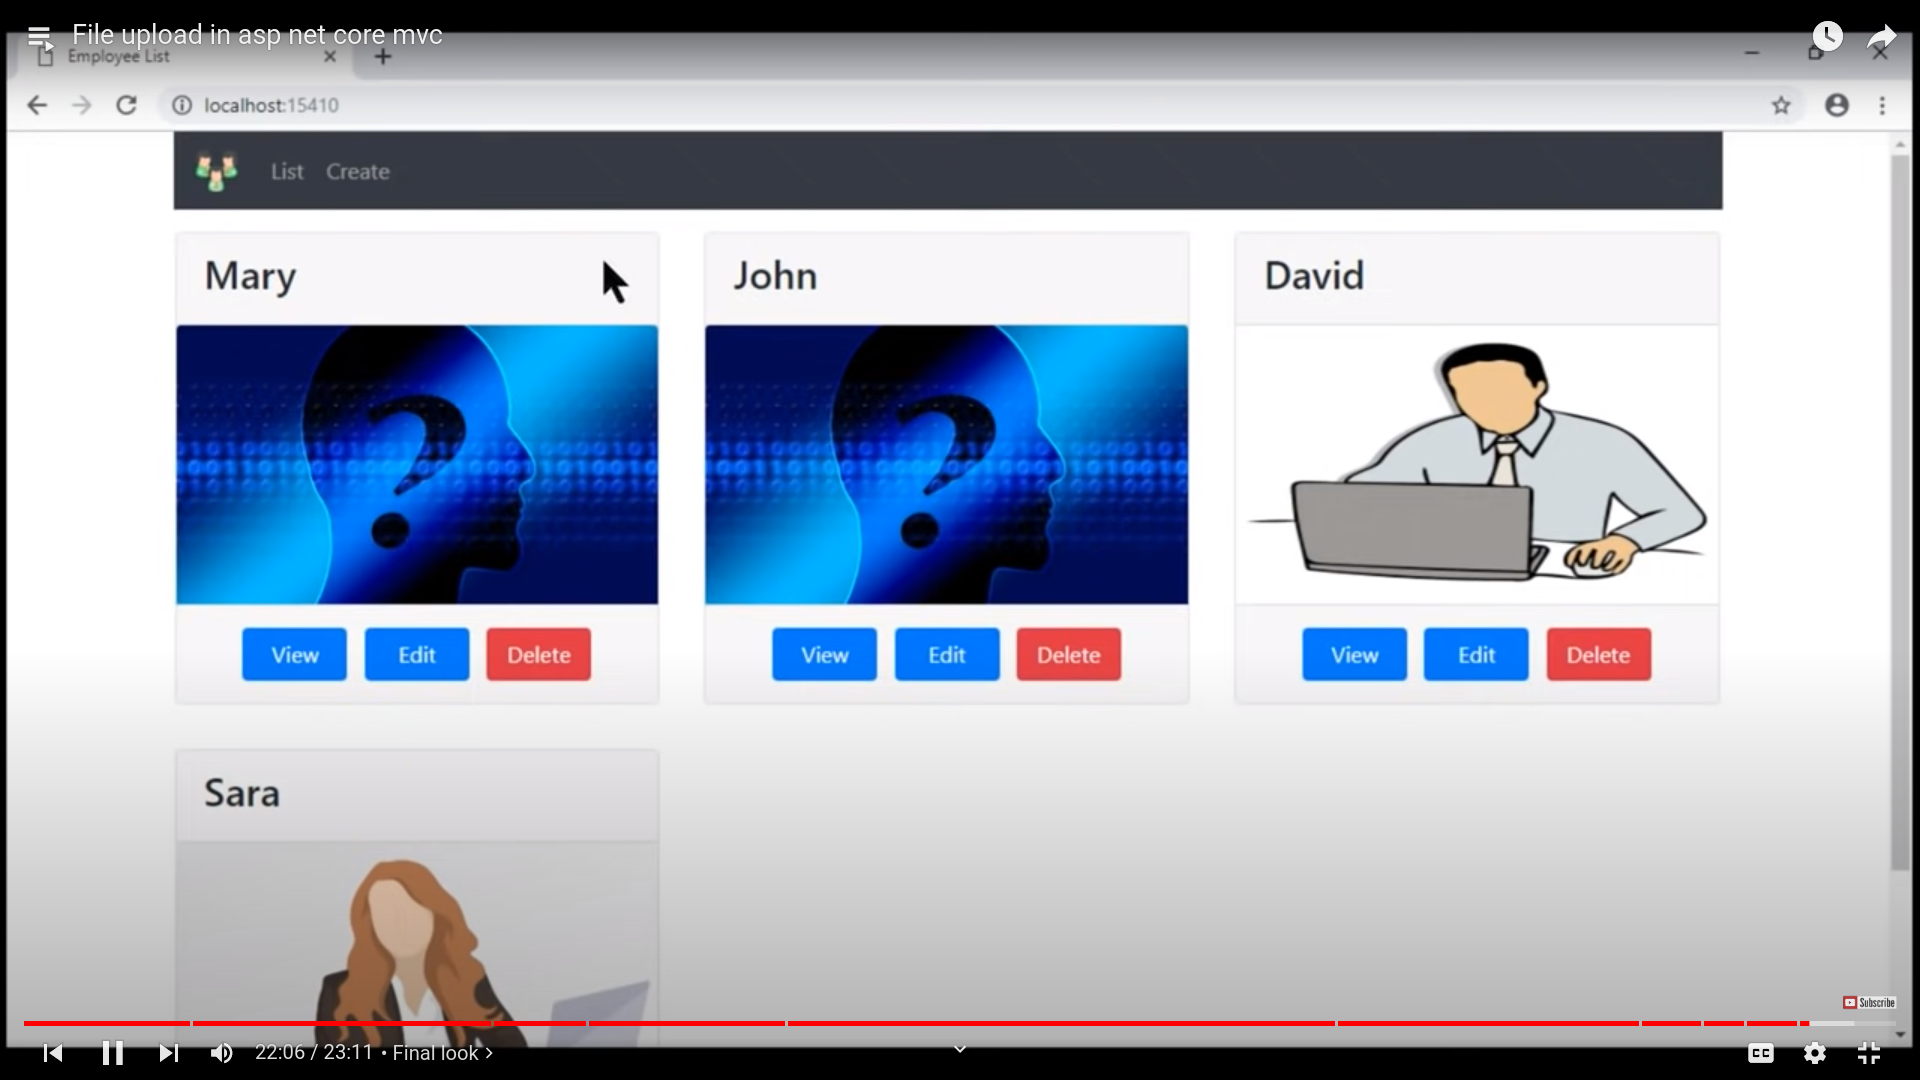 File upload in asp net core mvc
Employee List
localhost:15410
List Create
Mary John David
View Edit Delete View Edit Delete View Edit Delete
Sara
Subscribe
22:06 / 23:11 • Final look
CC